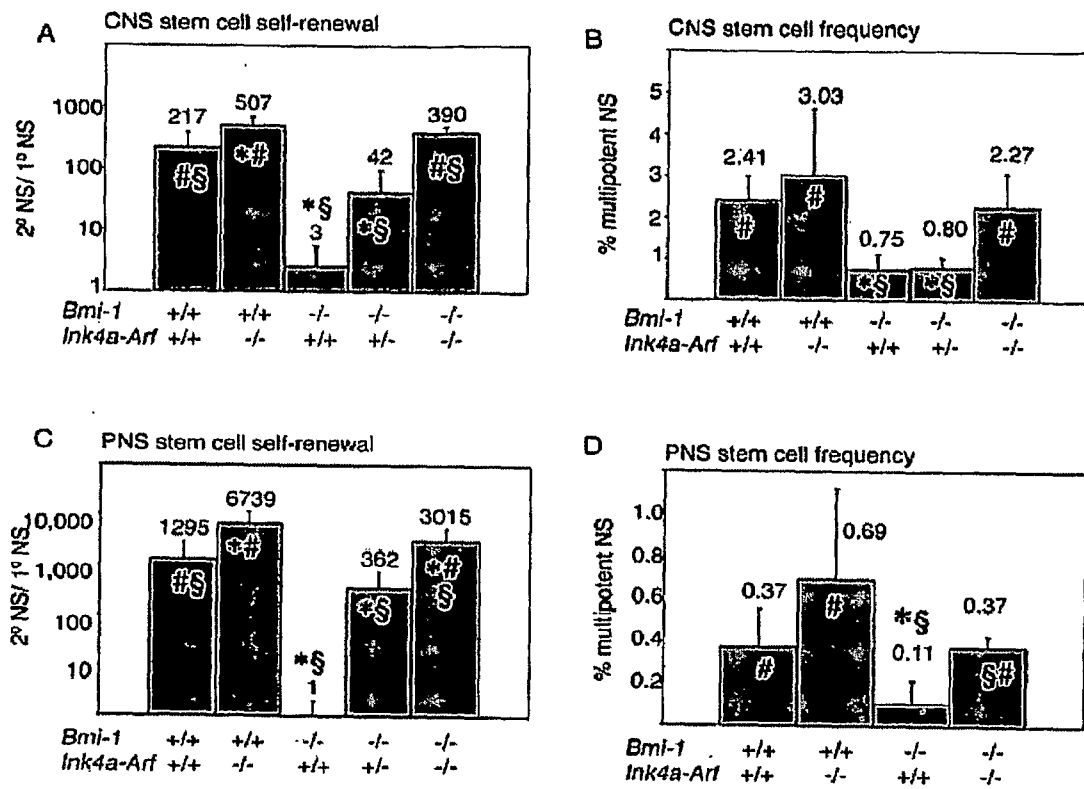 A
CNS stem cell self-renewal
2º NS/ 1º NS
1000
100
10
1
217
507
3
42
390
#§
*#
*§
*§
#§
Bmi-1 +/+ +/+ -/- -/- -/-
Ink4a-Arf +/+ -/- +/+ +/- -/-
B
CNS stem cell frequency
% multipotent NS
5
4
3
2
1
2.41
3.03
0.75
0.80
2.27
#
#
*§
*§
#
Bmi-1 +/+ +/+ -/- -/- -/-
Ink4a-Arf +/+ -/- +/+ +/- -/-
C
PNS stem cell self-renewal
2º NS/ 1º NS
10,000
1,000
100
10
1295
6739
1
362
3015
#§
*#
*§
*§
*#
§
Bmi-1 +/+ +/+ -/- -/- -/-
Ink4a-Arf +/+ -/- +/+ +/- -/-
D
PNS stem cell frequency
% multipotent NS
1.0
0.8
0.6
0.4
0.2
0.37
0.69
*§
0.11
0.37
#
#
§#
Bmi-1 +/+ +/+ -/- -/-
Ink4a-Arf +/+ -/- +/+ -/-